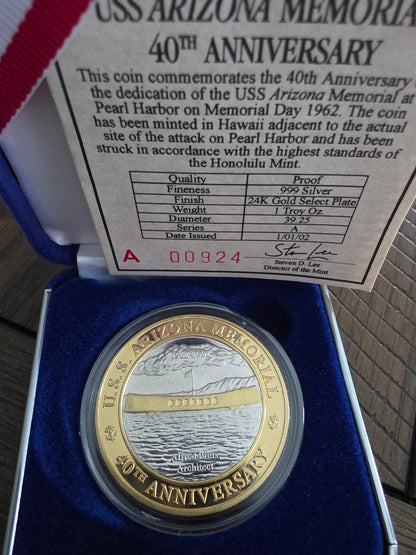 USS ARIZONA MEMORIAL
40TH ANNIVERSARY
This coin commemorates the 40th Anniversary
the dedication of the USS Arizona Memorial at
Pearl Harbor on Memorial Day 1962. The coin
has been minted in Hawaii adjacent to the actual
site of the attack on Pearl Harbor and has been
struck in accordance with the highest standards of
the Honolulu Mint.
Quality Proof
Fineness .999 Silver
Finish 24K Gold Select Plate
Weight 1 Troy Oz
Diameter 39.25
Series A
Date Issued 1/01/02
A 00924
Steven D. Lee
Director of the Mint
U.S.S. ARIZONA MEMORIAL
Alfred Preis
Architect
40TH ANNIVERSARY